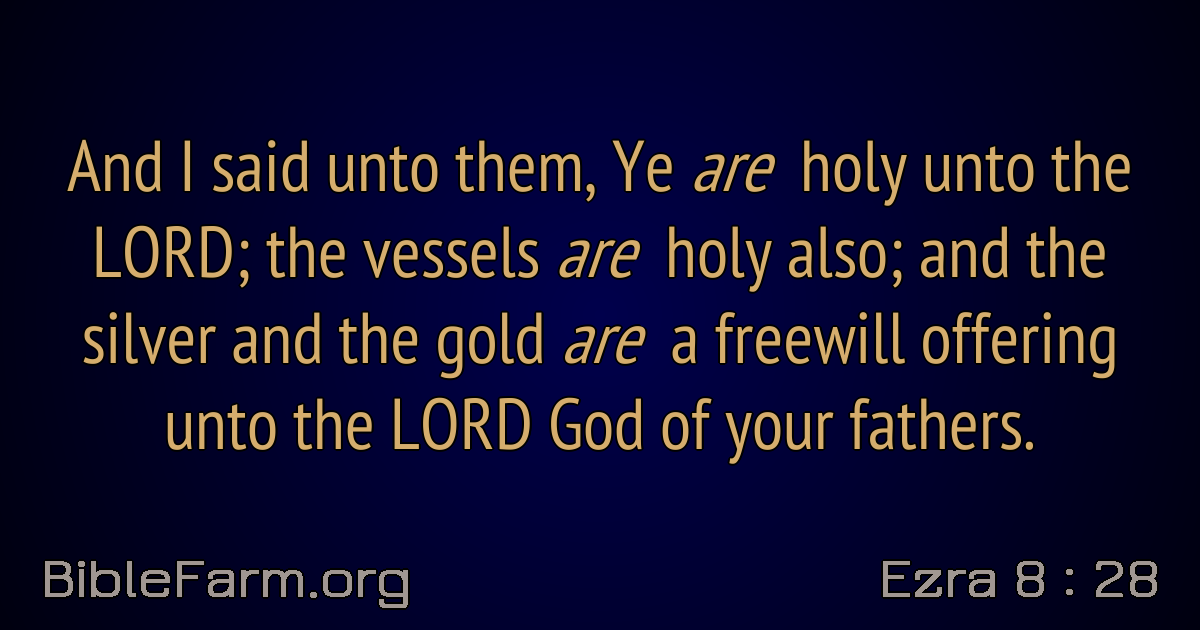 And I said unto them, Ye are holy unto the
LORD; the vessels are holy also; and the
silver and the gold are a freewill offering
unto the LORD God of your fathers.
BibleFarm.org
Ezra 8 : 28